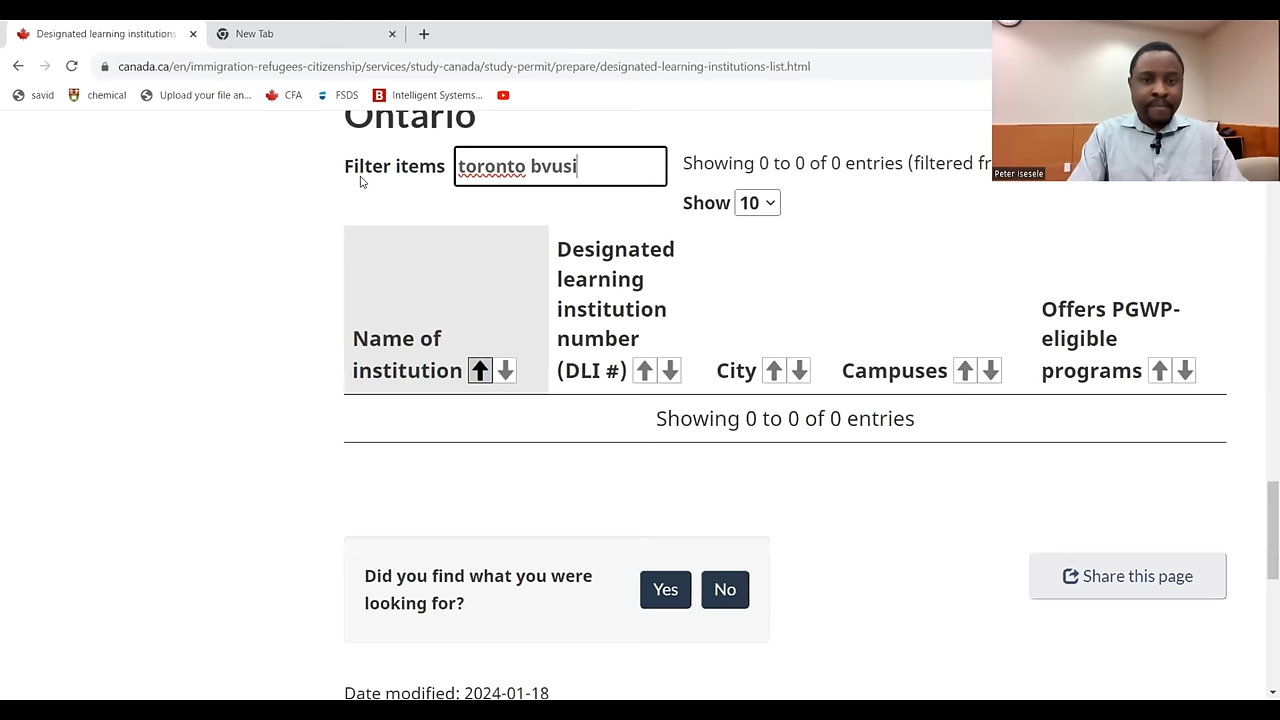 Designated learning institutions
New Tab
canada.ca/en/immigration-refugees-citizenship/services/study-canada/study-permit/prepare/designated-learning-institutions-list.html
savid
chemical
Upload your file an...
CFA
FSDS
B
Intelligent Systems...
Peter Isesele
Ontario
Filter items
toronto bvusi
Showing 0 to 0 of 0 entries (filtered fr
Show 10
Name of
institution
Designated
learning
institution
number
(DLI #)
City
Campuses
Offers PGWP-
eligible
programs
Showing 0 to 0 of 0 entries
Did you find what you were
looking for?
Yes
No
Share this page
Date modified: 2024-01-18